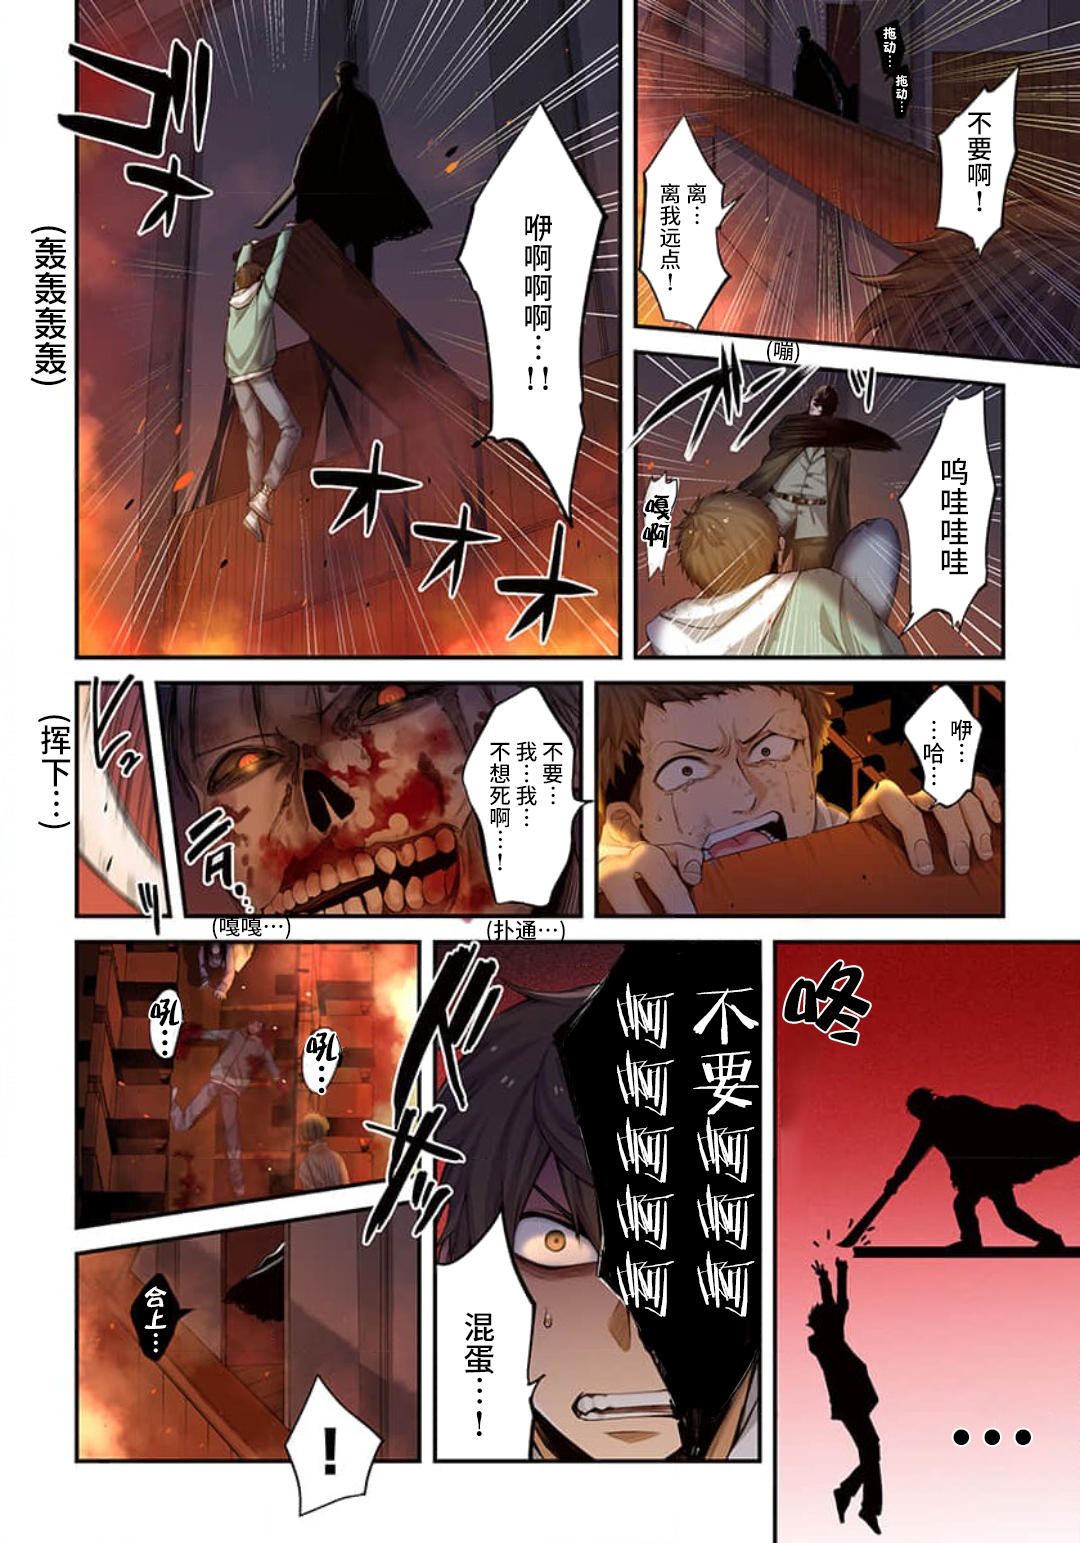 拖动…
拖动…
不要啊！
离…
离我远点！
(嘣)
呜哇哇哇
嘎啊
咿啊啊啊…!!
ゴオオオオ
(轰轰轰轰)
咿…
…哈…
不要…
我…我…
不想死啊…！
(嘎嘎…)
(挥下…)
咚
不要啊啊啊
啊啊啊啊啊
(扑通…)
混蛋…！
吼…
吼…
合上…
！
•••